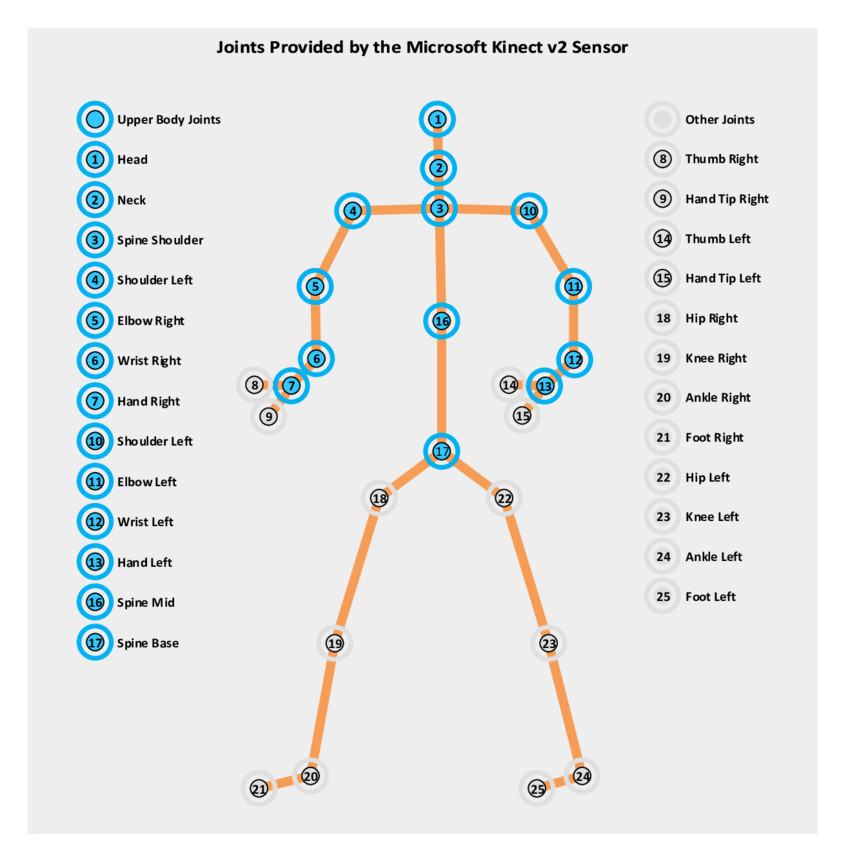 Joints Provided by the Microsoft Kinect v2 Sensor
Upper Body Joints
1 Head
2 Neck
3 Spine Shoulder
4 Shoulder Left
5 Elbow Right
6 Wrist Right
7 Hand Right
10 Shoulder Left
11 Elbow Left
12 Wrist Left
13 Hand Left
16 Spine Mid
17 Spine Base
1
2
4 3 10
5 11
16
6 12
8 7 14 13
9 15
17
18 22
19 23
20 24
21 25
Other Joints
8 Thumb Right
9 Hand Tip Right
14 Thumb Left
15 Hand Tip Left
18 Hip Right
19 Knee Right
20 Ankle Right
21 Foot Right
22 Hip Left
23 Knee Left
24 Ankle Left
25 Foot Left